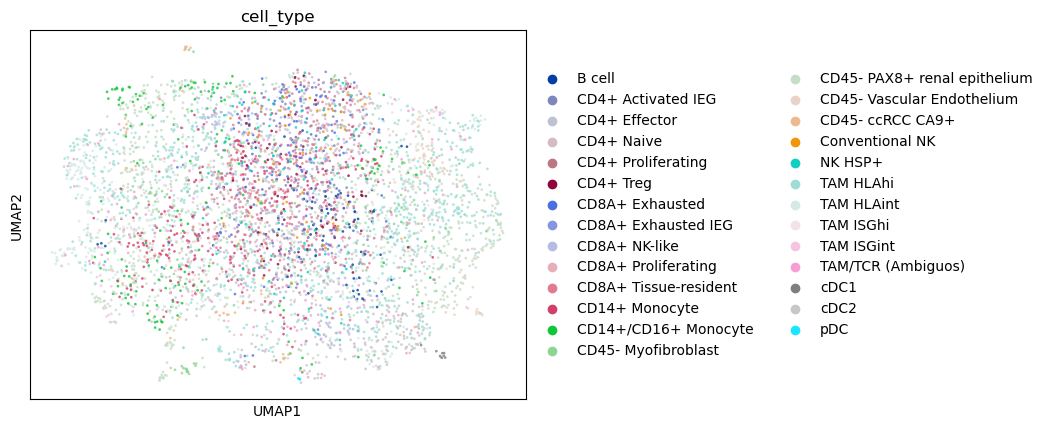 cell_type
UMAP2
UMAP1
B cell
CD4+ Activated IEG
CD4+ Effector
CD4+ Naive
CD4+ Proliferating
CD4+ Treg
CD8A+ Exhausted
CD8A+ Exhausted IEG
CD8A+ NK-like
CD8A+ Proliferating
CD8A+ Tissue-resident
CD14+ Monocyte
CD14+/CD16+ Monocyte
CD45- Myofibroblast
CD45- PAX8+ renal epithelium
CD45- Vascular Endothelium
CD45- ccRCC CA9+
Conventional NK
NK HSP+
TAM HLAhi
TAM HLAint
TAM ISGhi
TAM ISGint
TAM/TCR (Ambiguos)
cDC1
cDC2
pDC